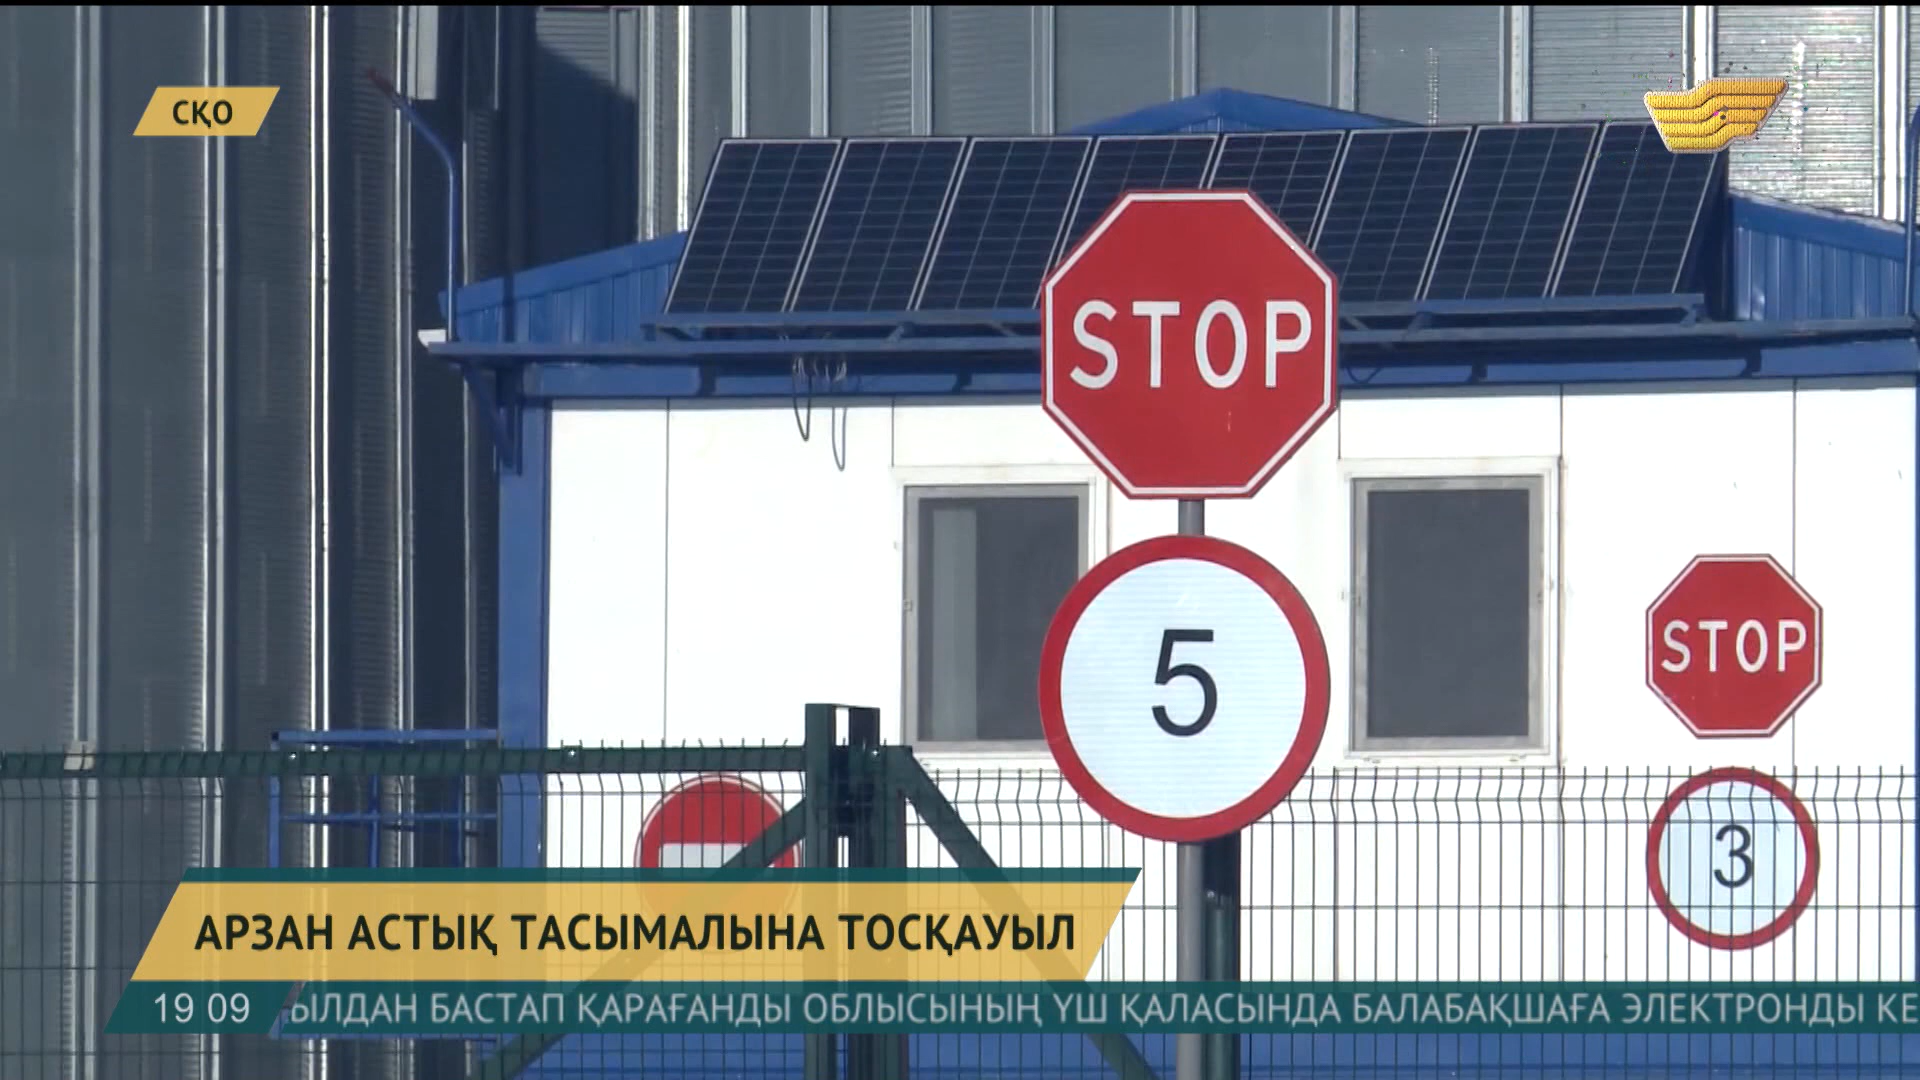 СҚО
STOP
5
STOP
3
АРЗАН АСТЫҚ ТАСЫМАЛЫНА ТОСҚАУЫЛ
19 09
ЫЛДАН БАСТАП ҚАРАҒАНДЫ ОБЛЫСЫНЫҢ ҮШ ҚАЛАСЫНДА БАЛАБАҚШАҒА ЭЛЕКТРОНДЫ КЕ